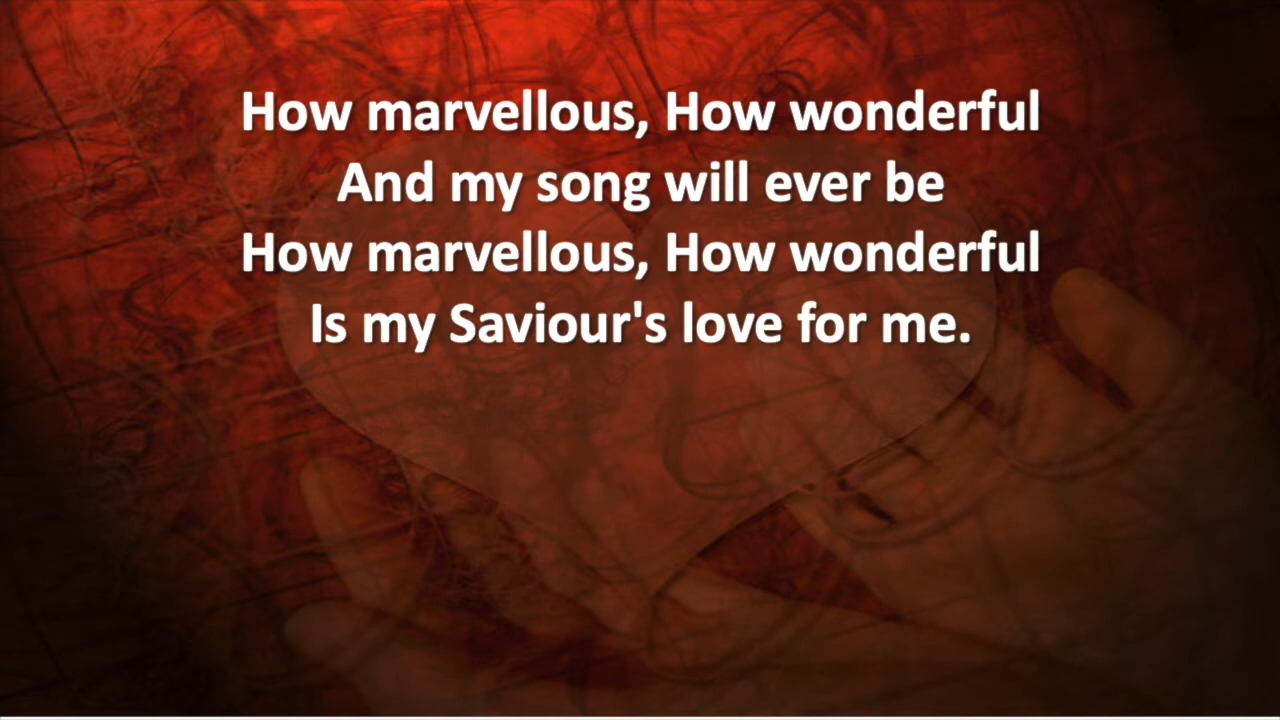 How marvellous, How wonderful
And my song will ever be
How marvellous, How wonderful
Is my Saviour's love for me.